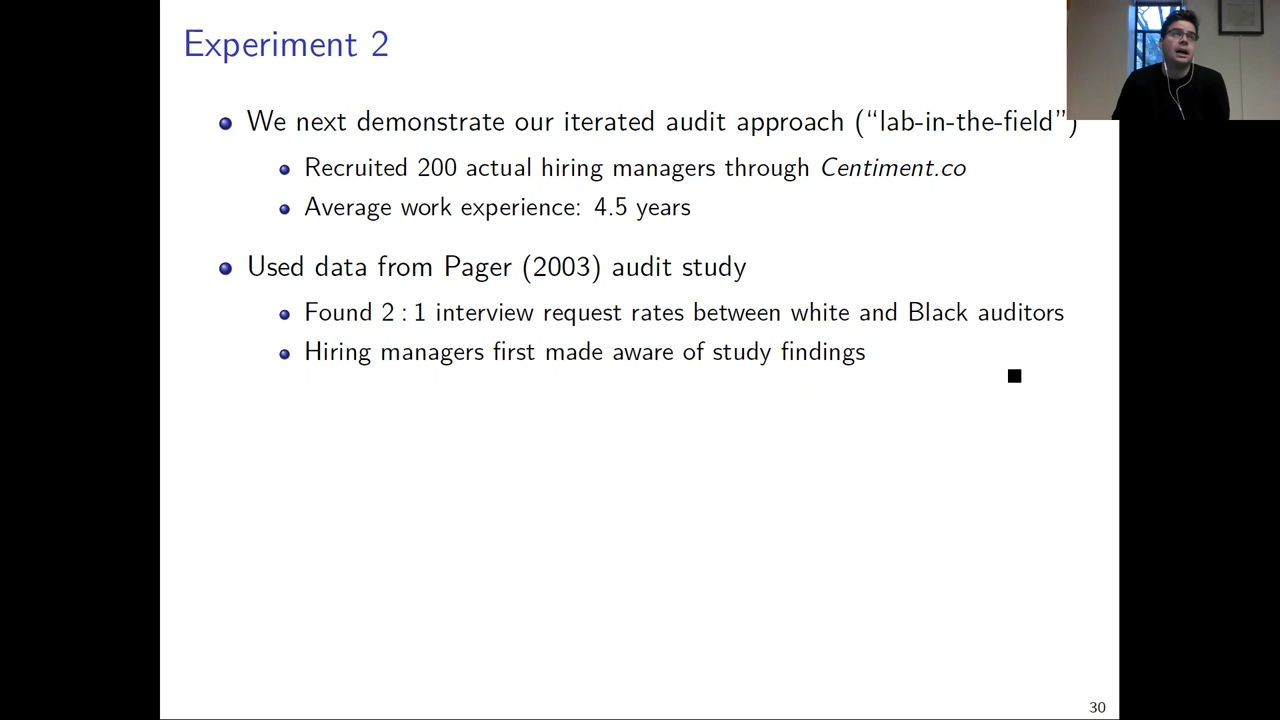 Experiment 2
We next demonstrate our iterated audit approach (“lab-in-the-field”)
Recruited 200 actual hiring managers through Centiment.co
Average work experience: 4.5 years
Used data from Pager (2003) audit study
Found 2 : 1 interview request rates between white and Black auditors
Hiring managers first made aware of study findings
30